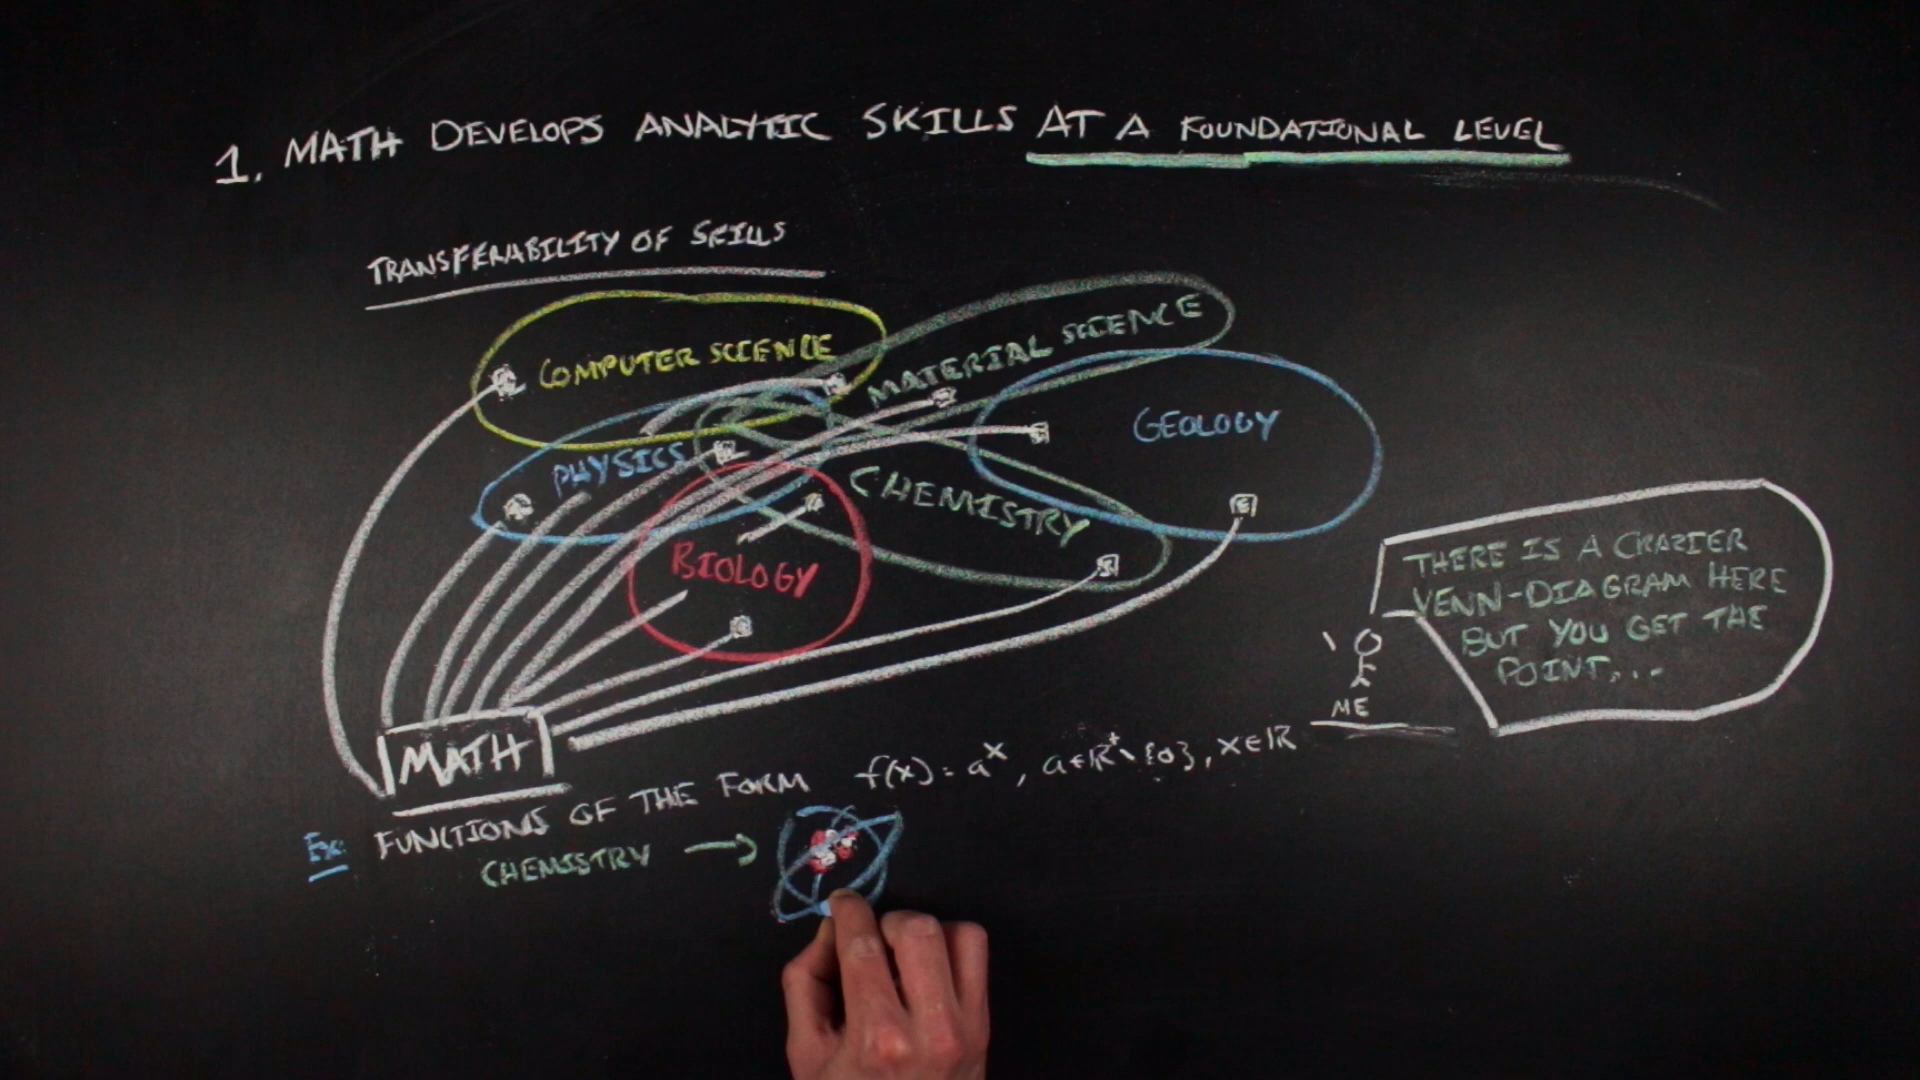 1. MATH DEVELOPS ANALYTIC SKILLS AT A FOUNDATIONAL LEVEL
TRANSFERABILITY OF SKILLS
COMPUTER SCIENCE
MATERIAL SCIENCE
GEOLOGY
PHYSICS
CHEMISTRY
BIOLOGY
THERE IS A CRAZIER
VENN-DIAGRAM HERE
BUT YOU GET THE
POINT...
ME
MATH
Ex: FUNCTIONS OF THE FORM f(x) = a^x, a∈ℝ⁺\{0}, x∈ℝ
CHEMISTRY →